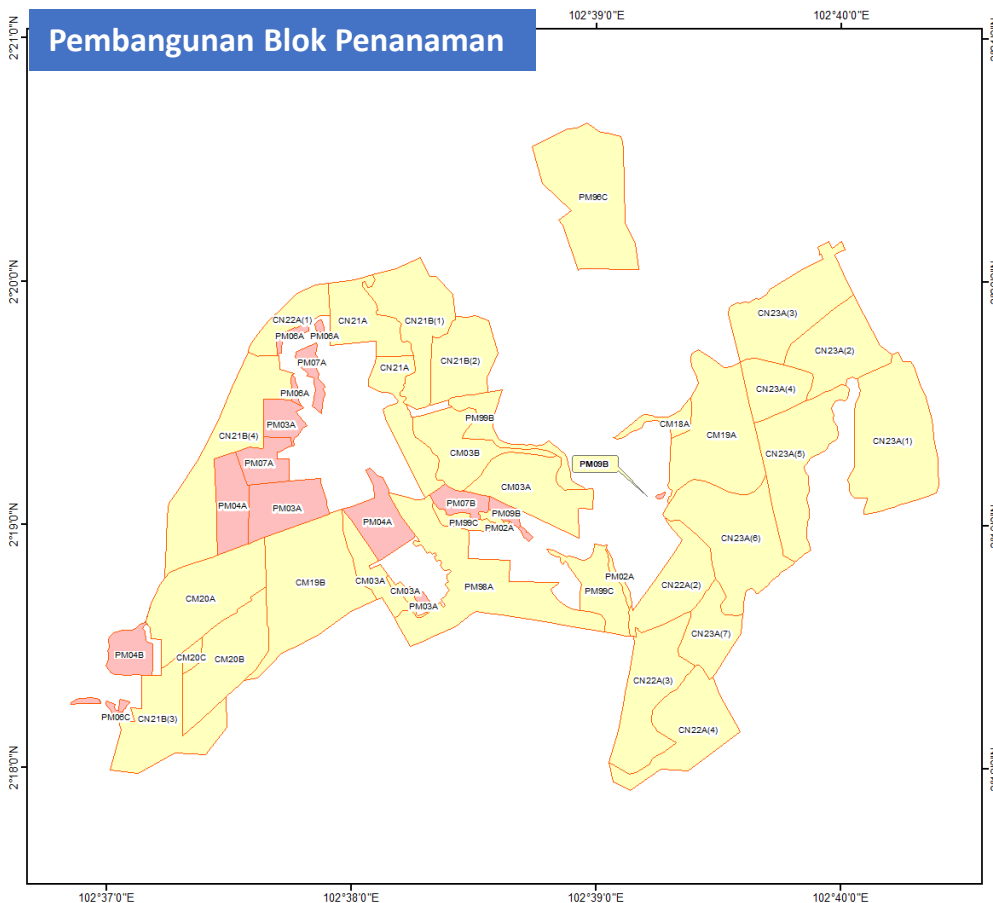 Pembangunan Blok Penanaman
102°39'0"E
102°40'0"E
2°21'0"N
PM96C
2°20'0"N
CN23A(3)
CN22A(1)
CN21A
CN21B(1)
PM06A
PM06A
CN23A(2)
PM07A
CN21B(2)
CN21A
CN23A(4)
PM06A
PM99B
PM03A
CM18A
CN21B(4)
CM19A
CN23A(1)
CM03B
CN23A(5)
PM07A
PM09B
CM03A
PM04A
PM03A
PM07B
PM09B
PM04A
PM99C
PM02A
2°19'0"N
CN23A(6)
CM03A
CM19B
PM02A
CM03A
PM98A
PM99C
CN22A(2)
CM20A
PM03A
CN23A(7)
PM04B
CM20C
CM20B
CN22A(3)
PM06C
CN21B(3)
CN22A(4)
2°18'0"N
102°37'0"E
102°38'0"E
102°39'0"E
102°40'0"E